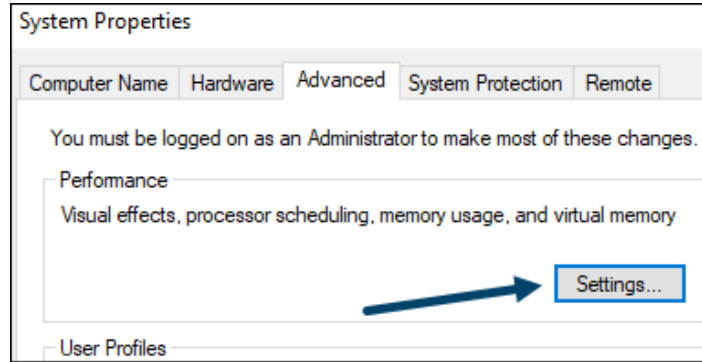 System Properties
Computer Name Hardware Advanced System Protection Remote
You must be logged on as an Administrator to make most of these changes.
Performance
Visual effects, processor scheduling, memory usage, and virtual memory
Settings...
User Profiles